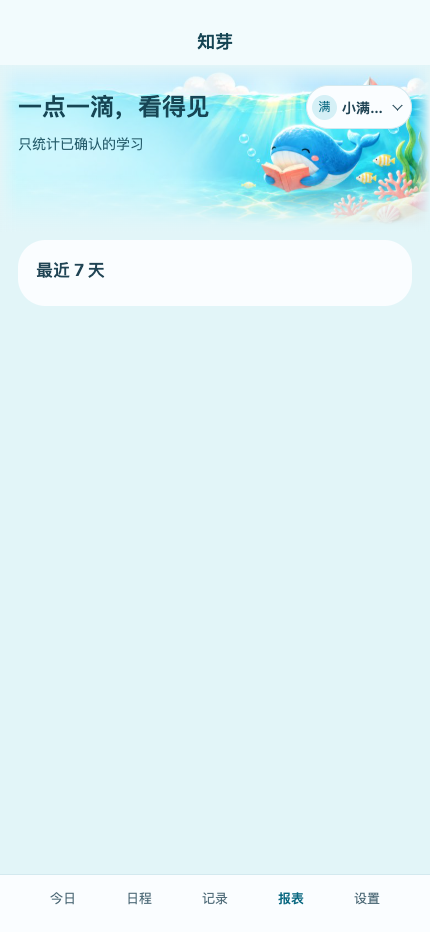 知芽
一点一滴，看得见
满 小满...
只统计已确认的学习
最近 7 天
今日 日程 记录 报表 设置